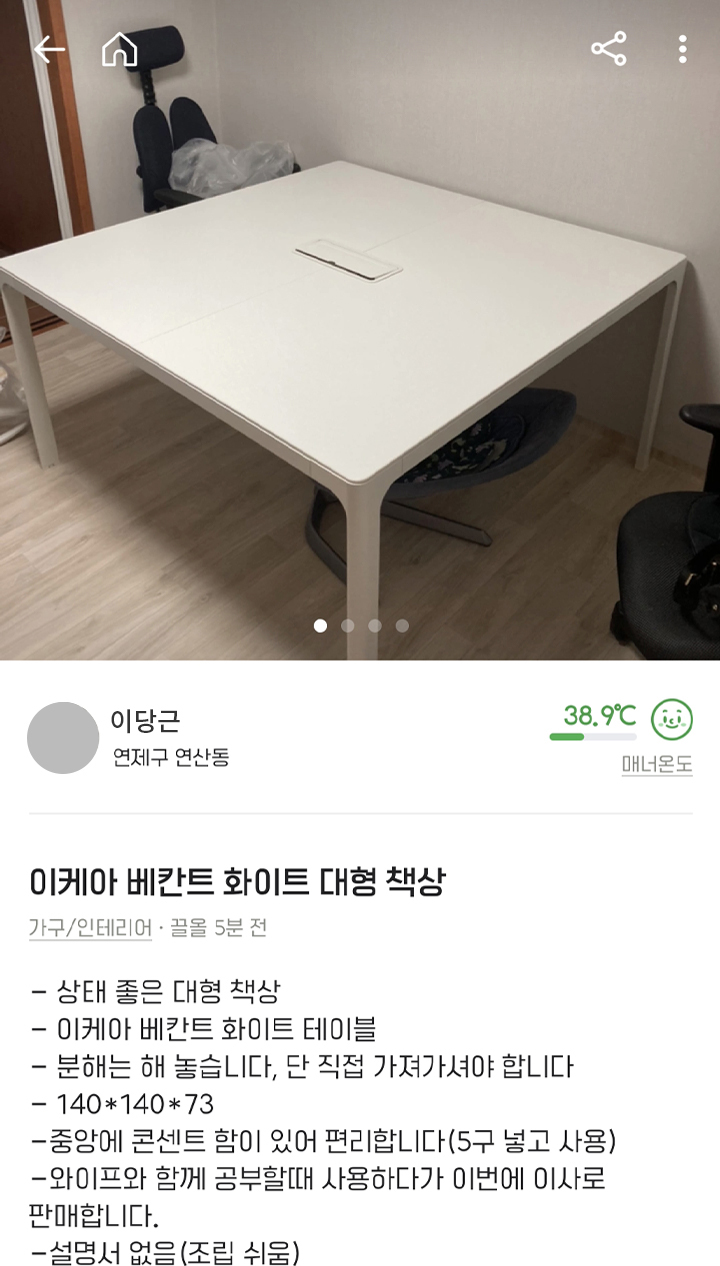 이당근
연제구 연산동
38.9℃
매너온도
이케아 베칸트 화이트 대형 책상
가구/인테리어 · 끌올 5분 전
- 상태 좋은 대형 책상
- 이케아 베칸트 화이트 테이블
- 분해는 해 놓습니다, 단 직접 가져가셔야 합니다
- 140*140*73
-중앙에 콘센트 함이 있어 편리합니다(5구 넣고 사용)
-와이프와 함께 공부할때 사용하다가 이번에 이사로
판매합니다.
-설명서 없음(조립 쉬움)